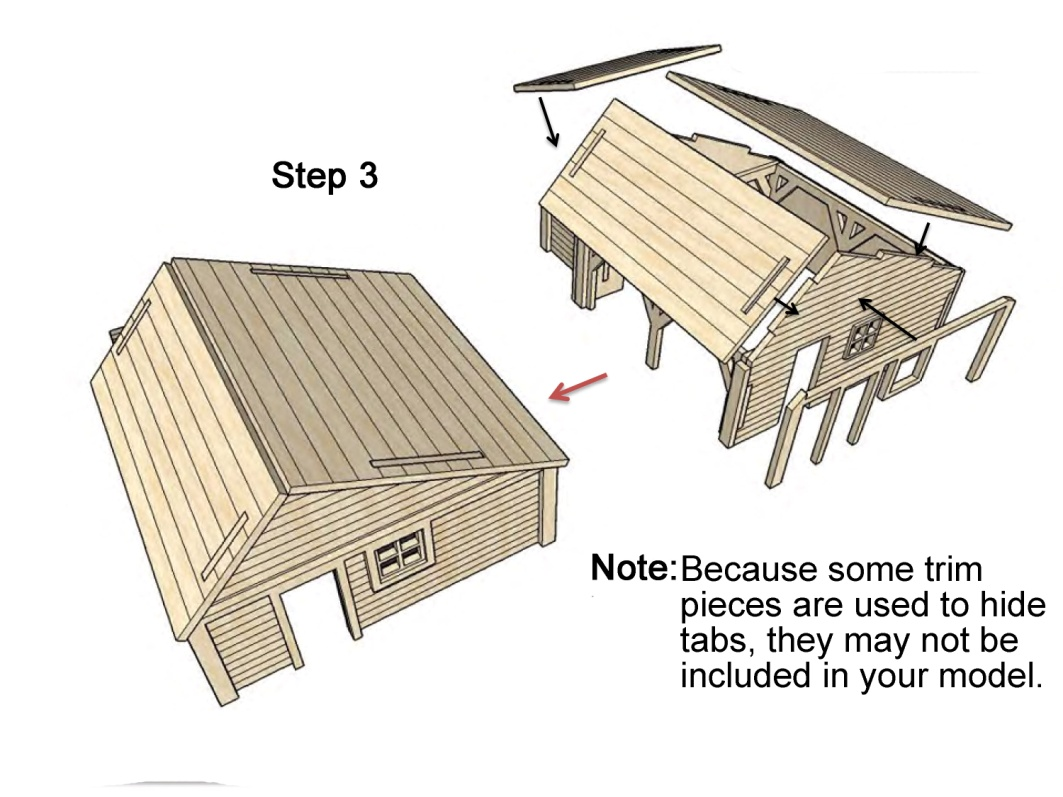 Step 3
Note: Because some trim
pieces are used to hide
tabs, they may not be
included in your model.